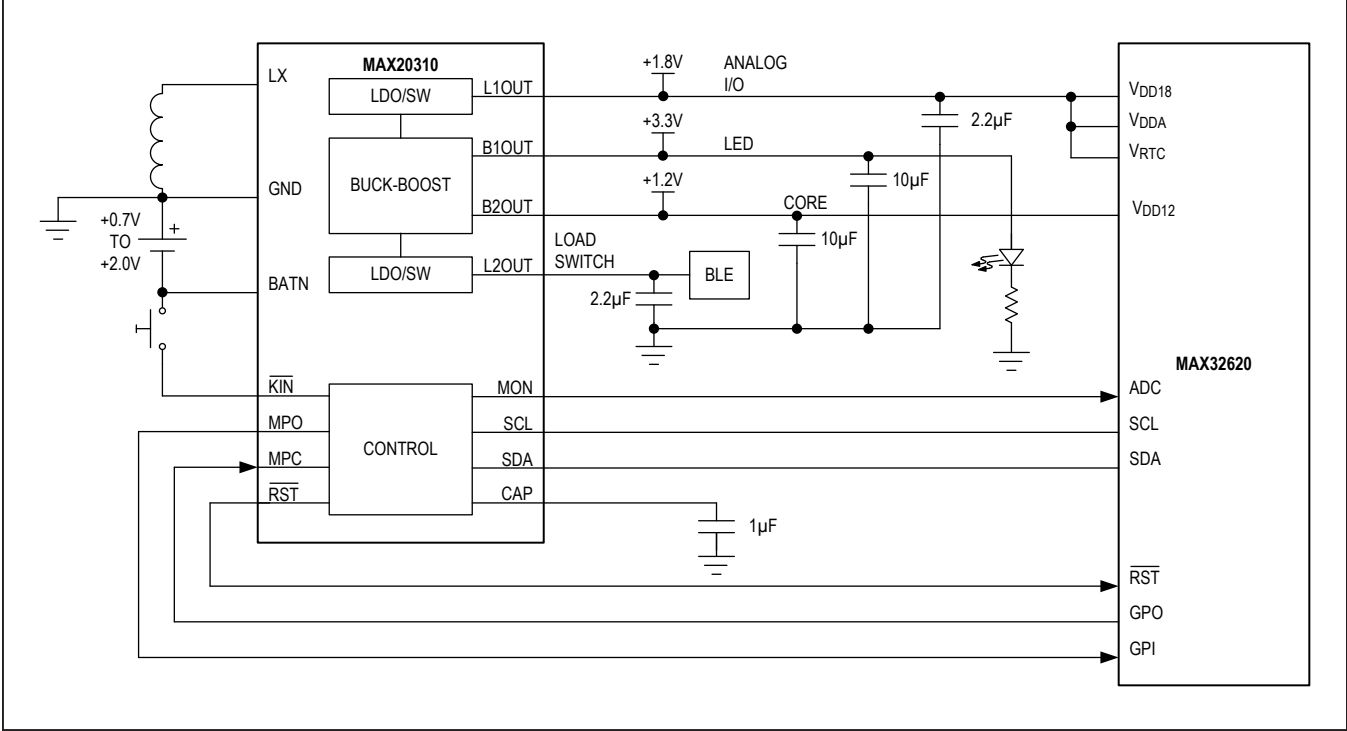 MAX20310
LX
LDO/SW
L1OUT
+1.8V
ANALOG
I/O
2.2µF
VDD18
VDDA
VRTC
+3.3V
B1OUT
LED
BUCK-BOOST
10µF
GND
+1.2V
B2OUT
CORE
VDD12
10µF
+0.7V
TO
+2.0V
+
LOAD
SWITCH
LDO/SW
L2OUT
BATN
BLE
2.2µF
MAX32620
KIN
MON
ADC
MPO
SCL
SCL
CONTROL
MPC
SDA
SDA
RST
CAP
1µF
RST
GPO
GPI